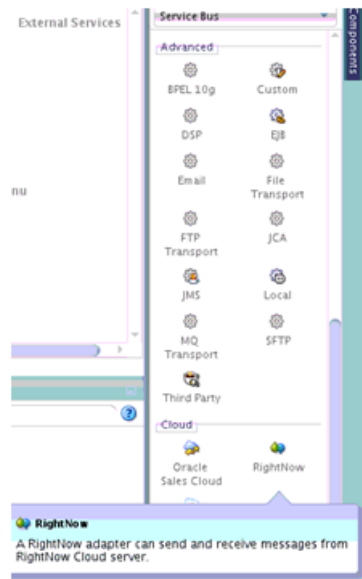 External Services
Service Bus
Components
Advanced
BPEL 10g
Custom
DSP
EJB
Email
File
Transport
nu
FTP
Transport
JCA
JMS
Local
MQ
Transport
SFTP
Third Party
Cloud
Oracle
Sales Cloud
RightNow
RightNow
A RightNow adapter can send and receive messages from
RightNow Cloud server.